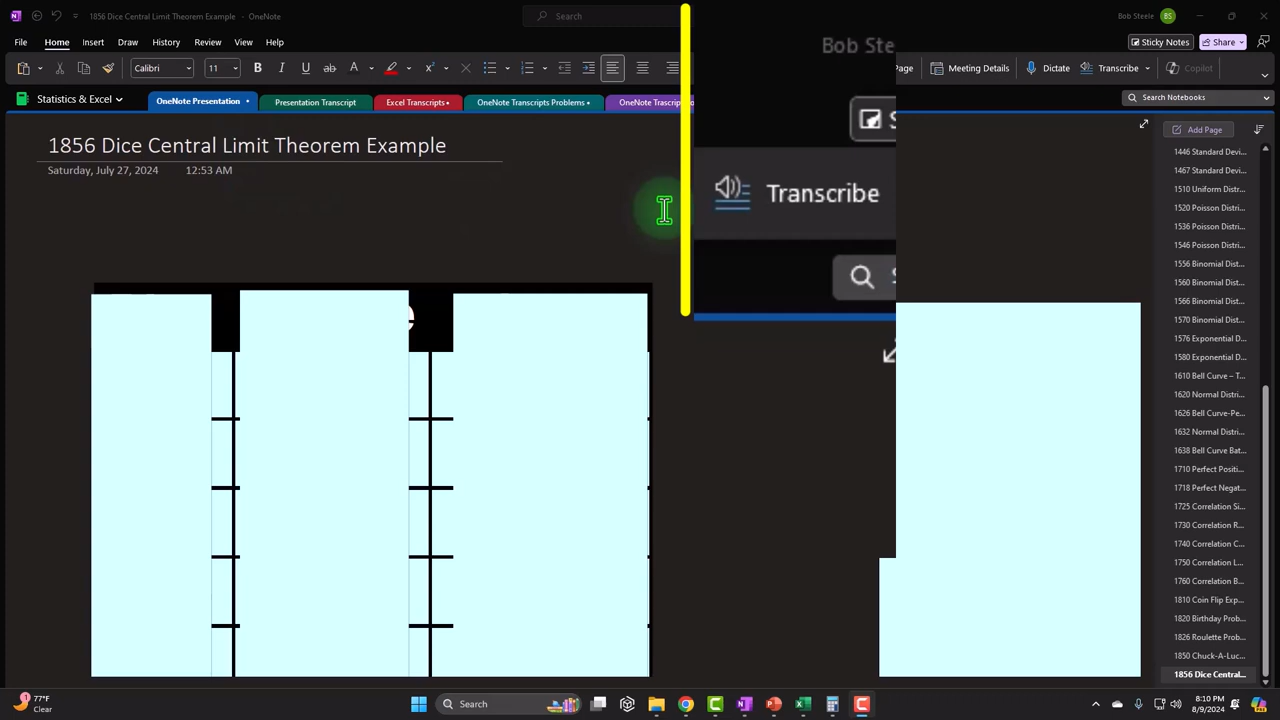 1856 Dice Central Limit Theorem Example - OneNote
Search
Bob Steele
BS
File
Home
Insert
Draw
History
Review
View
Help
Sticky Notes
Share
Calibri
11
Meeting Details
Dictate
Transcribe
Copilot
Statistics & Excel
OneNote Presentation
Presentation Transcript
Excel Transcripts
OneNote Transcripts Problems
Search Notebooks
Transcribe
1856 Dice Central Limit Theorem Example
Saturday, July 27, 2024
12:53 AM
Add Page
1446 Standard Devi...
1467 Standard Devi...
1510 Uniform Distr...
1520 Poisson Distri...
1536 Poisson Distri...
1546 Poisson Distri...
1556 Binomial Distr...
1560 Binomial Distr...
1566 Binomial Distr...
1570 Binomial Distr...
1576 Exponential D...
1580 Exponential D...
1610 Bell Curve – T...
1620 Normal Distri...
1626 Bell Curve-Pe...
1632 Normal Distri...
1638 Bell Curve Bat...
1710 Perfect Positi...
1718 Perfect Negat...
1725 Correlation Si...
1730 Correlation R...
1740 Correlation C...
1750 Correlation L...
1760 Correlation B...
1810 Coin Flip Exp...
1820 Birthday Prob...
1826 Roulette Prob...
1850 Chuck-A-Luc...
1856 Dice Central...
77°F
Clear
Search
8:10 PM
8/9/2024